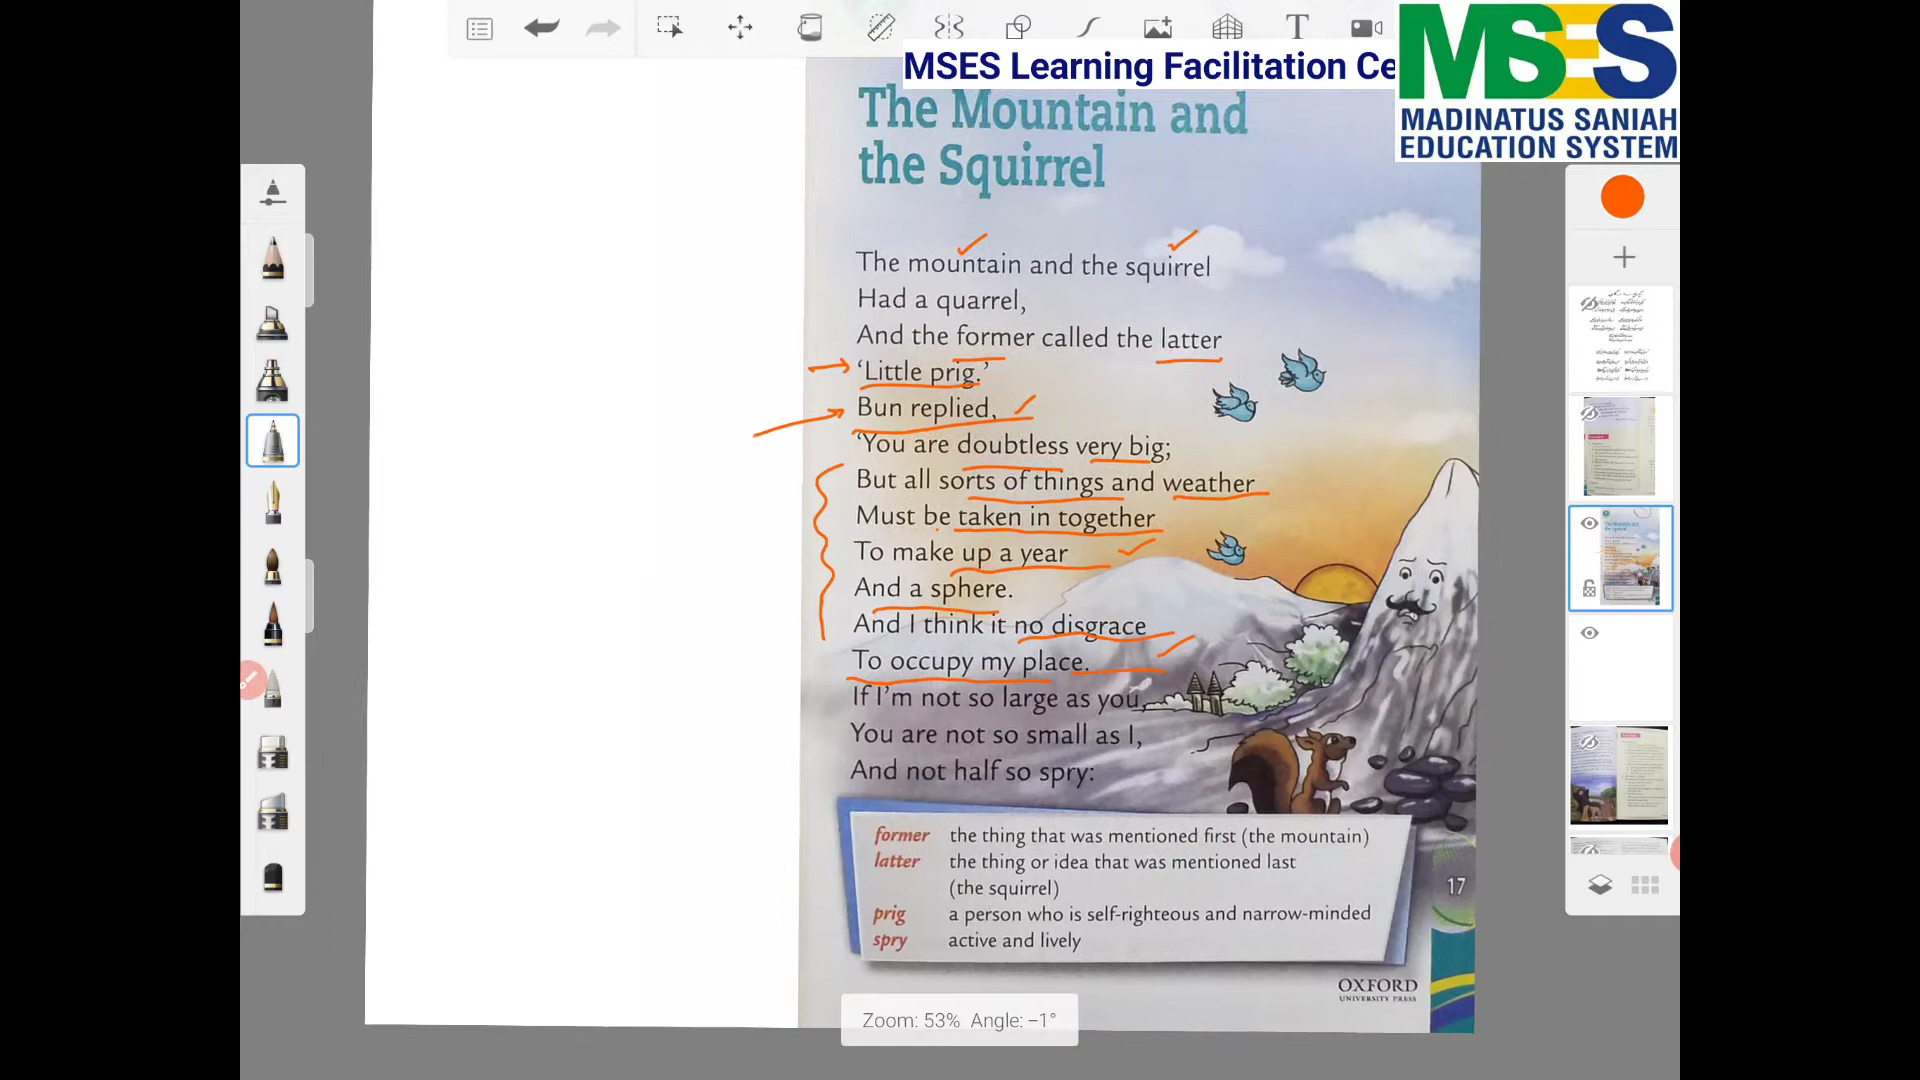 MSES Learning Facilitation Ce
MSES
MADINATUS SANIAH
EDUCATION SYSTEM
The Mountain and
the Squirrel
The mountain and the squirrel
Had a quarrel,
And the former called the latter
‘Little prig.’
Bun replied,
‘You are doubtless very big;
But all sorts of things and weather
Must be taken in together
To make up a year
And a sphere.
And I think it no disgrace
To occupy my place.
If I’m not so large as you,
You are not so small as I,
And not half so spry:
former the thing that was mentioned first (the mountain)
latter the thing or idea that was mentioned last
(the squirrel)
prig a person who is self-righteous and narrow-minded
spry active and lively
17
OXFORD
UNIVERSITY PRESS
Zoom: 53% Angle: −1°